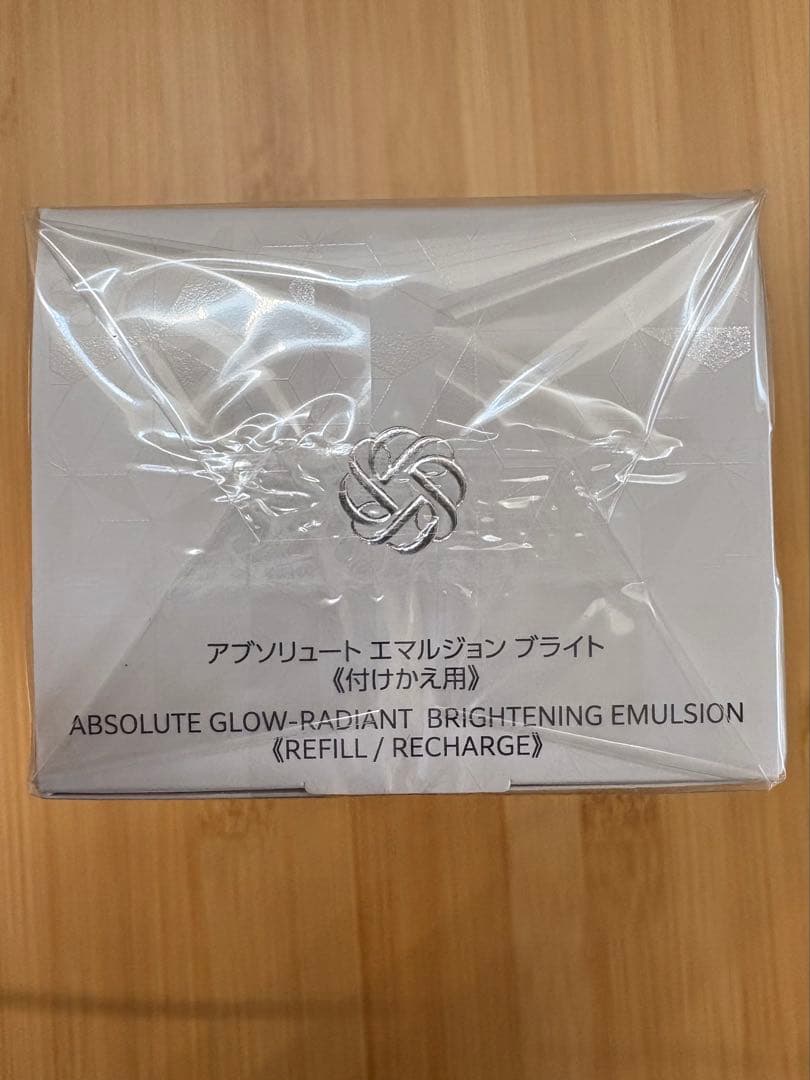 アブソリュート エマルジョン ブライト
《付けかえ用》
ABSOLUTE GLOW-RADIANT BRIGHTENING EMULSION
《REFILL / RECHARGE》